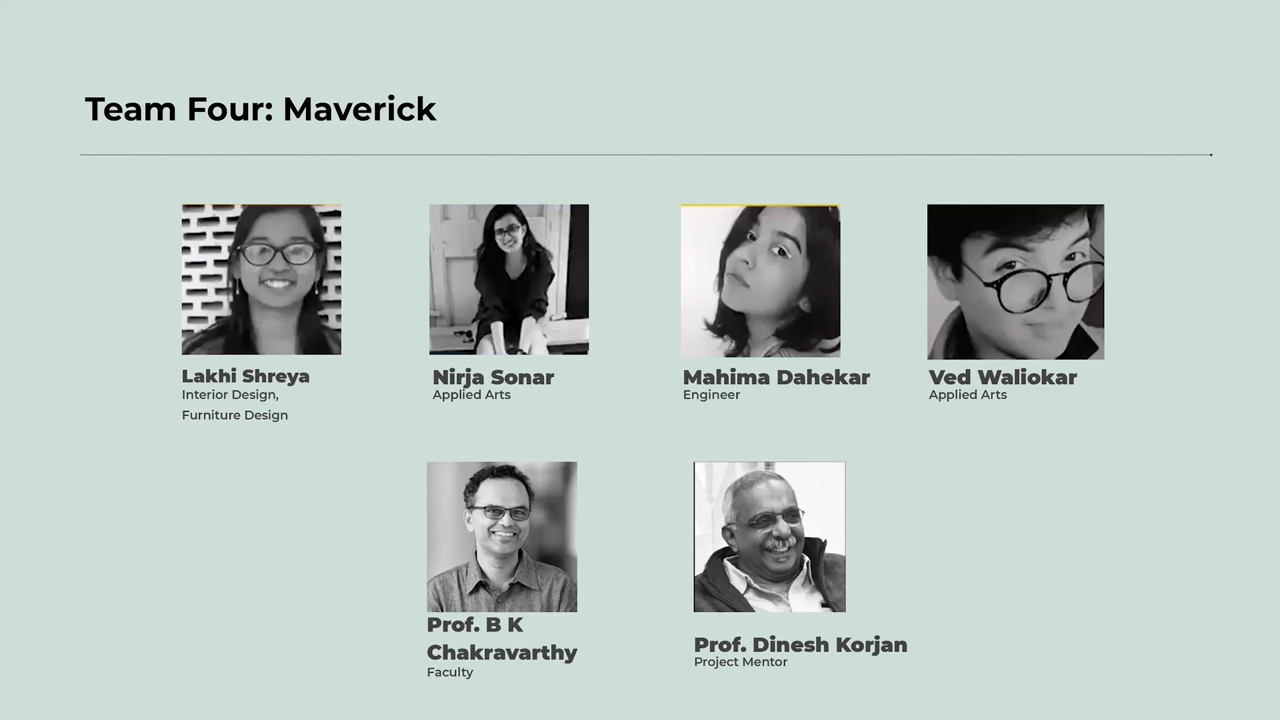 Team Four: Maverick
Lakhi Shreya
Interior Design,
Furniture Design
Nirja Sonar
Applied Arts
Mahima Dahekar
Engineer
Ved Waliokar
Applied Arts
Prof. B K
Chakravarthy
Faculty
Prof. Dinesh Korjan
Project Mentor